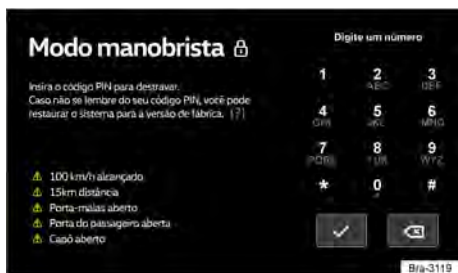 Modo manobrista
Digite um número
Insira o código PIN para destravar.
Caso não se lembre do seu código PIN, você pode
restaurar o sistema para a versão de fábrica. [?]
1 2 3
ABC DEF
4 5 6
GHI JKL MNO
7 8 9
PQRS TUV WYZ
* 0 #
100 km/h alcançado
15km distância
Porta-malas aberto
Porta do passageiro aberta
Capô aberto
Bra-3119